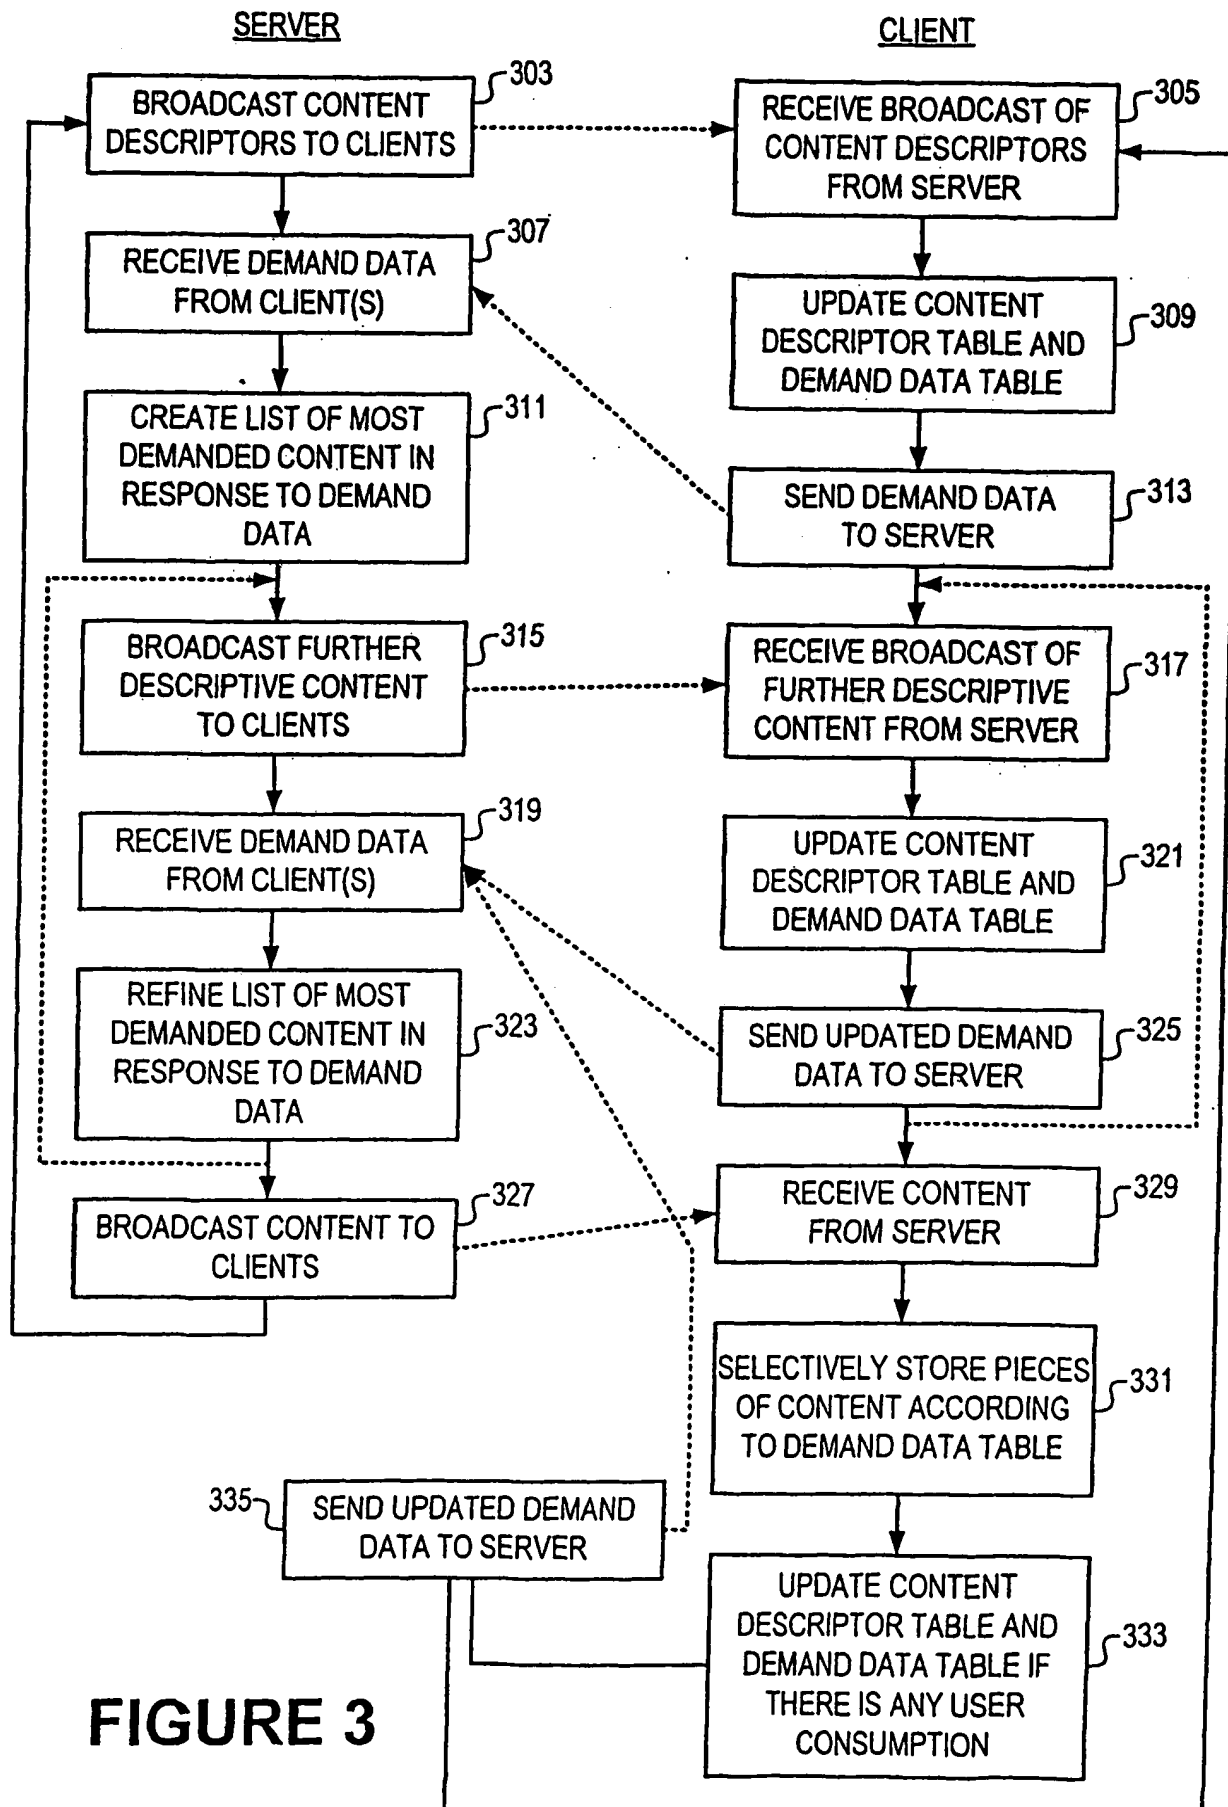 SERVER
CLIENT
303
BROADCAST CONTENT
DESCRIPTORS TO CLIENTS
305
RECEIVE BROADCAST OF
CONTENT DESCRIPTORS
FROM SERVER
307
RECEIVE DEMAND DATA
FROM CLIENT(S)
309
UPDATE CONTENT
DESCRIPTOR TABLE AND
DEMAND DATA TABLE
311
CREATE LIST OF MOST
DEMANDED CONTENT IN
RESPONSE TO DEMAND
DATA
313
SEND DEMAND DATA
TO SERVER
315
BROADCAST FURTHER
DESCRIPTIVE CONTENT
TO CLIENTS
317
RECEIVE BROADCAST OF
FURTHER DESCRIPTIVE
CONTENT FROM SERVER
319
RECEIVE DEMAND DATA
FROM CLIENT(S)
321
UPDATE CONTENT
DESCRIPTOR TABLE AND
DEMAND DATA TABLE
323
REFINE LIST OF MOST
DEMANDED CONTENT IN
RESPONSE TO DEMAND
DATA
325
SEND UPDATED DEMAND
DATA TO SERVER
327
BROADCAST CONTENT TO
CLIENTS
329
RECEIVE CONTENT
FROM SERVER
331
SELECTIVELY STORE PIECES
OF CONTENT ACCORDING
TO DEMAND DATA TABLE
335
SEND UPDATED DEMAND
DATA TO SERVER
333
UPDATE CONTENT
DESCRIPTOR TABLE AND
DEMAND DATA TABLE IF
THERE IS ANY USER
CONSUMPTION
FIGURE 3